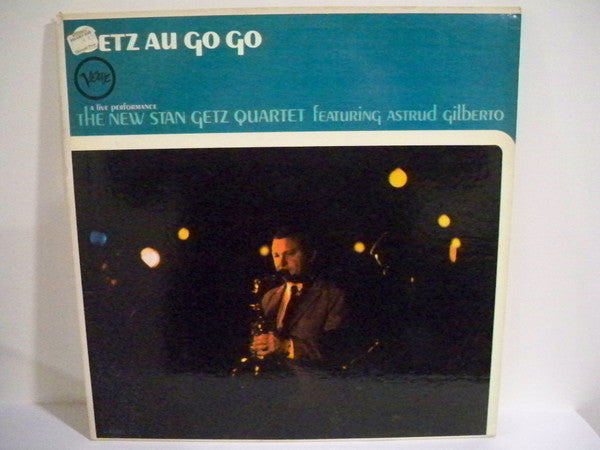 ETZ AU GO GO
VERVE
a live performance
THE NEW STAN GETZ QUARTET featuring ASTRUD GILBERTO